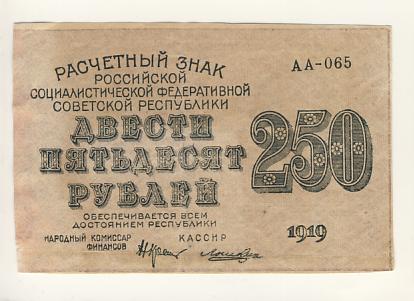 РАСЧЕТНЫЙ ЗНАК
РОССИЙСКОЙ
СОЦИАЛИСТИЧЕСКОЙ ФЕДЕРАТИВНОЙ
СОВЕТСКОЙ РЕСПУБЛИКИ
ДВЕСТИ
ПЯТЬДЕСЯТ
РУБЛЕЙ
ОБЕСПЕЧИВАЕТСЯ ВСЕМ
ДОСТОЯНИЕМ РЕСПУБЛИКИ
НАРОДНЫЙ КОМИССАР
ФИНАНСОВ
КАССИР
АА-065
250
1919